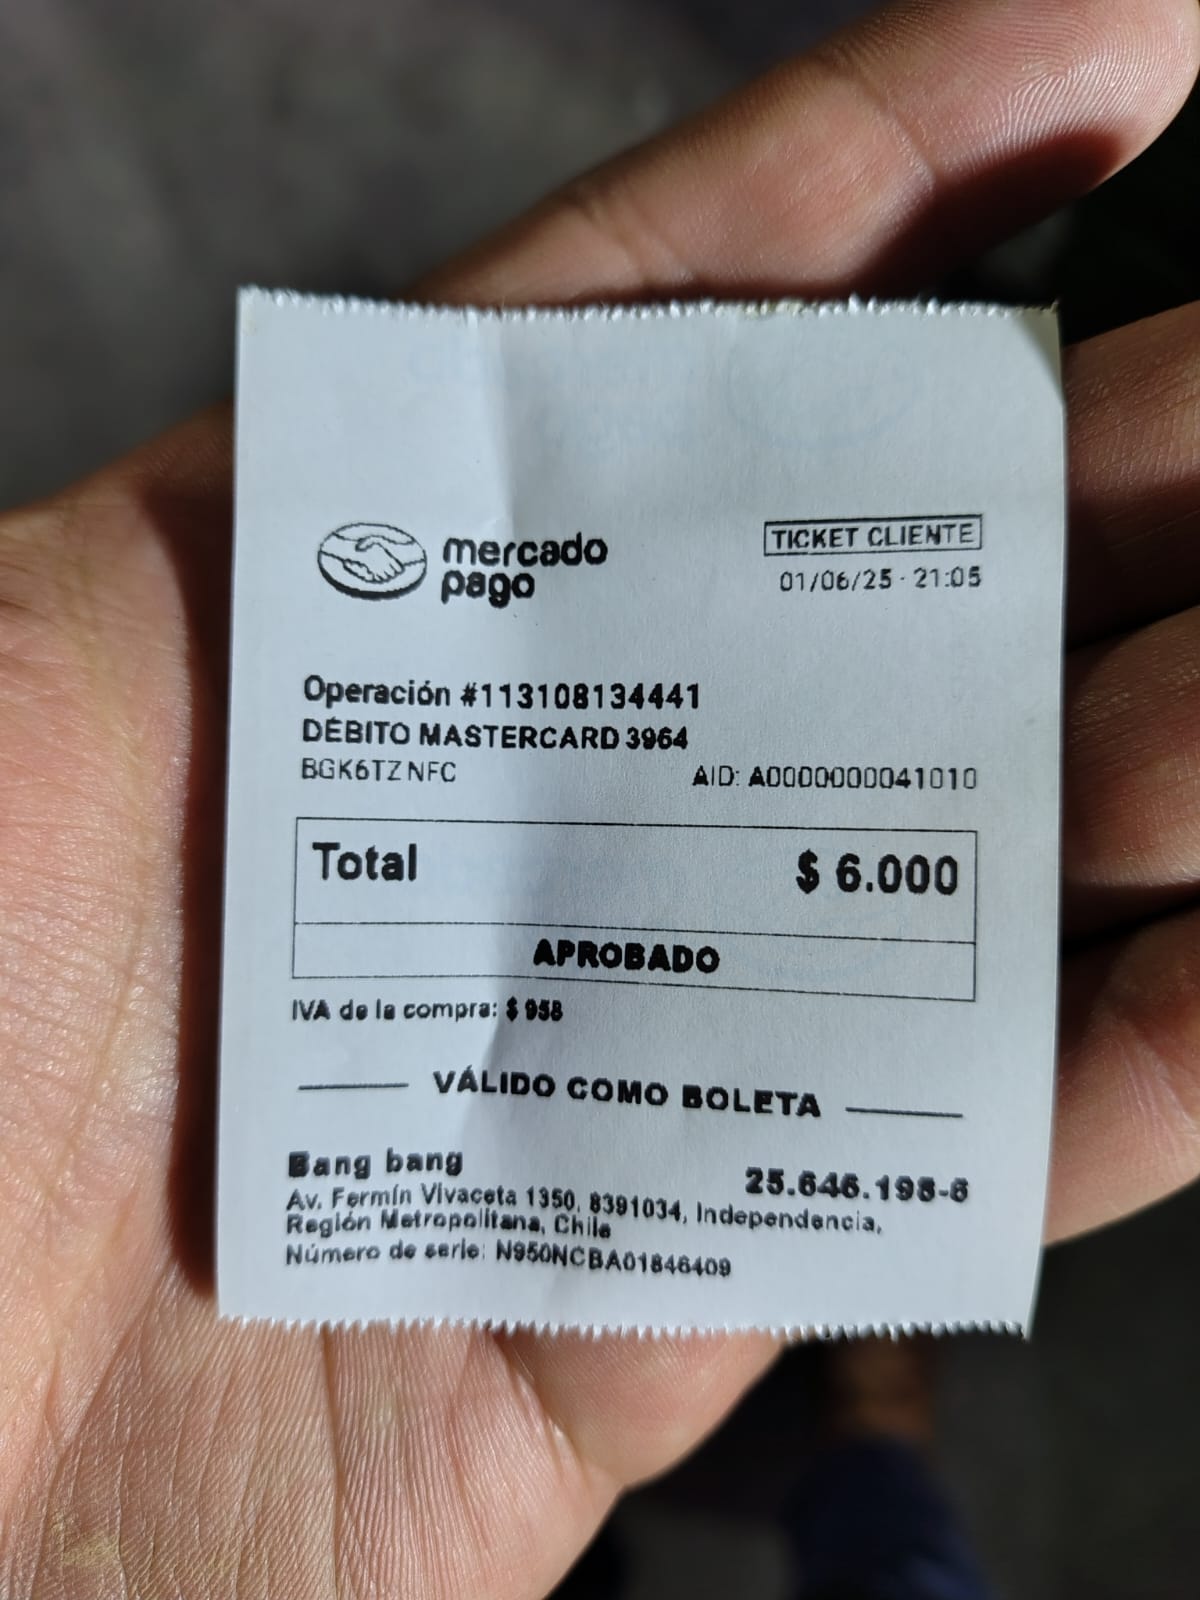 mercado
pago
TICKET CLIENTE
01/06/25 · 21:05
Operación #113108134441
DÉBITO MASTERCARD 3964
BGK6TZ NFC AID: A0000000041010
Total $ 6.000
APROBADO
IVA de la compra: $ 958
VÁLIDO COMO BOLETA
Bang bang 25.646.195-6
Av. Fermín Vivaceta 1350, 8391034, Independencia,
Región Metropolitana, Chile
Número de serie: N950NCBA01846409